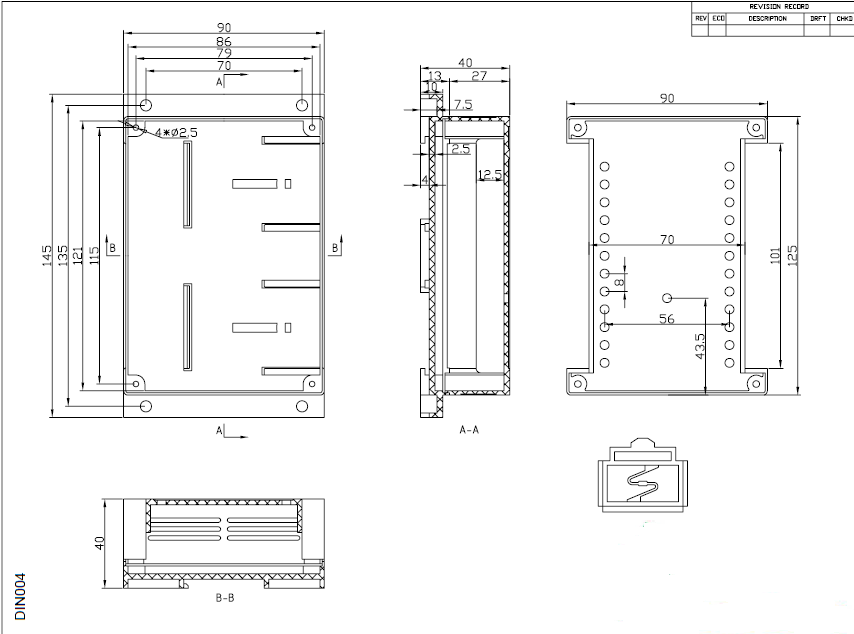 REVISION RECORD
REV ECO DESCRIPTION DRFT CHKD
90
86
79
70
A
4*Ø2.5
145
135
121
115
B
B
A
40
13
27
10
7.5
2.5
4
12.5
A-A
90
70
8
56
43.5
101
125
40
B-B
DIN004